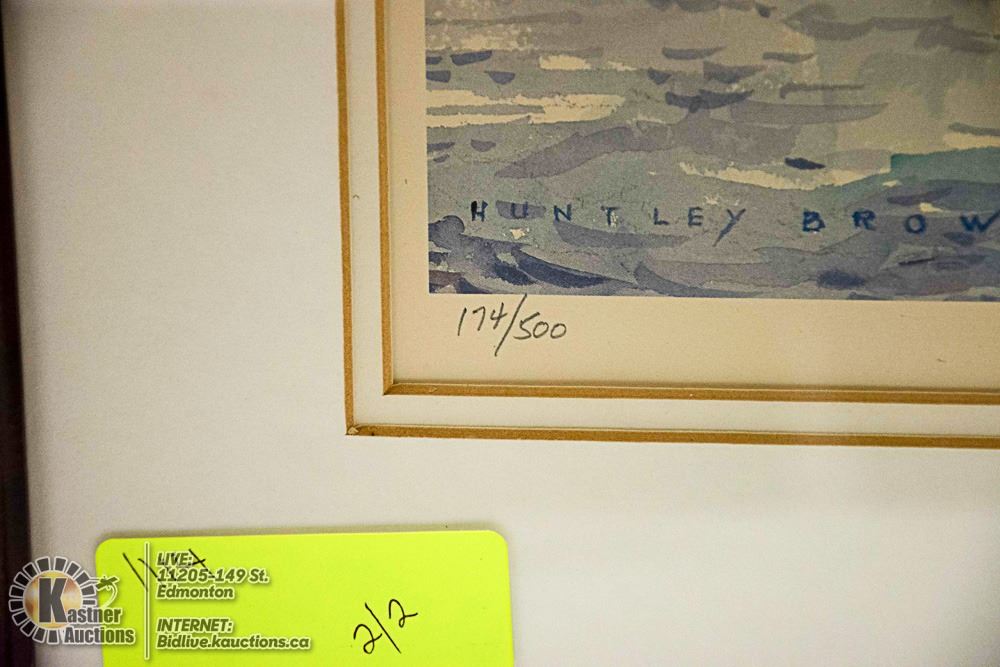 HUNTLEY BROW
174/500
2/2
LIVE:
11205-149 St.
Edmonton
INTERNET:
Bidlive.kauctions.ca
Kastner
Auctions